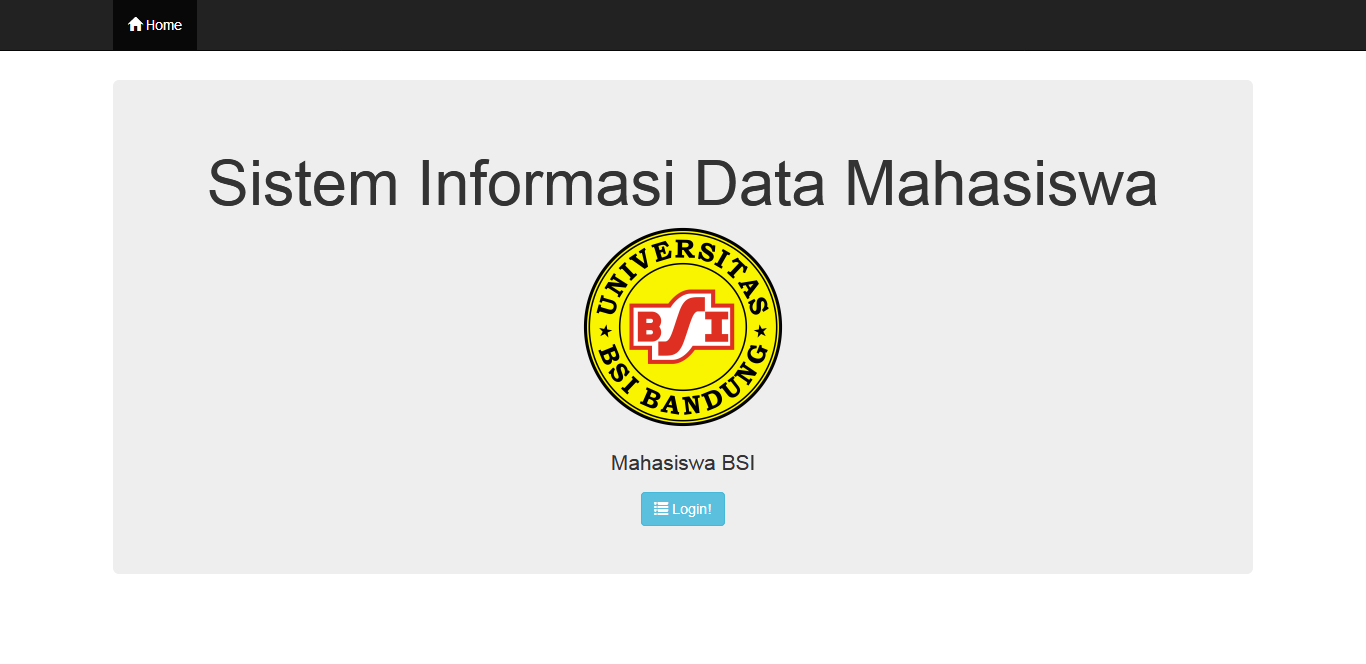 Home
Sistem Informasi Data Mahasiswa
UNIVERSITAS
BSI
BSI BANDUNG
Mahasiswa BSI
Login!